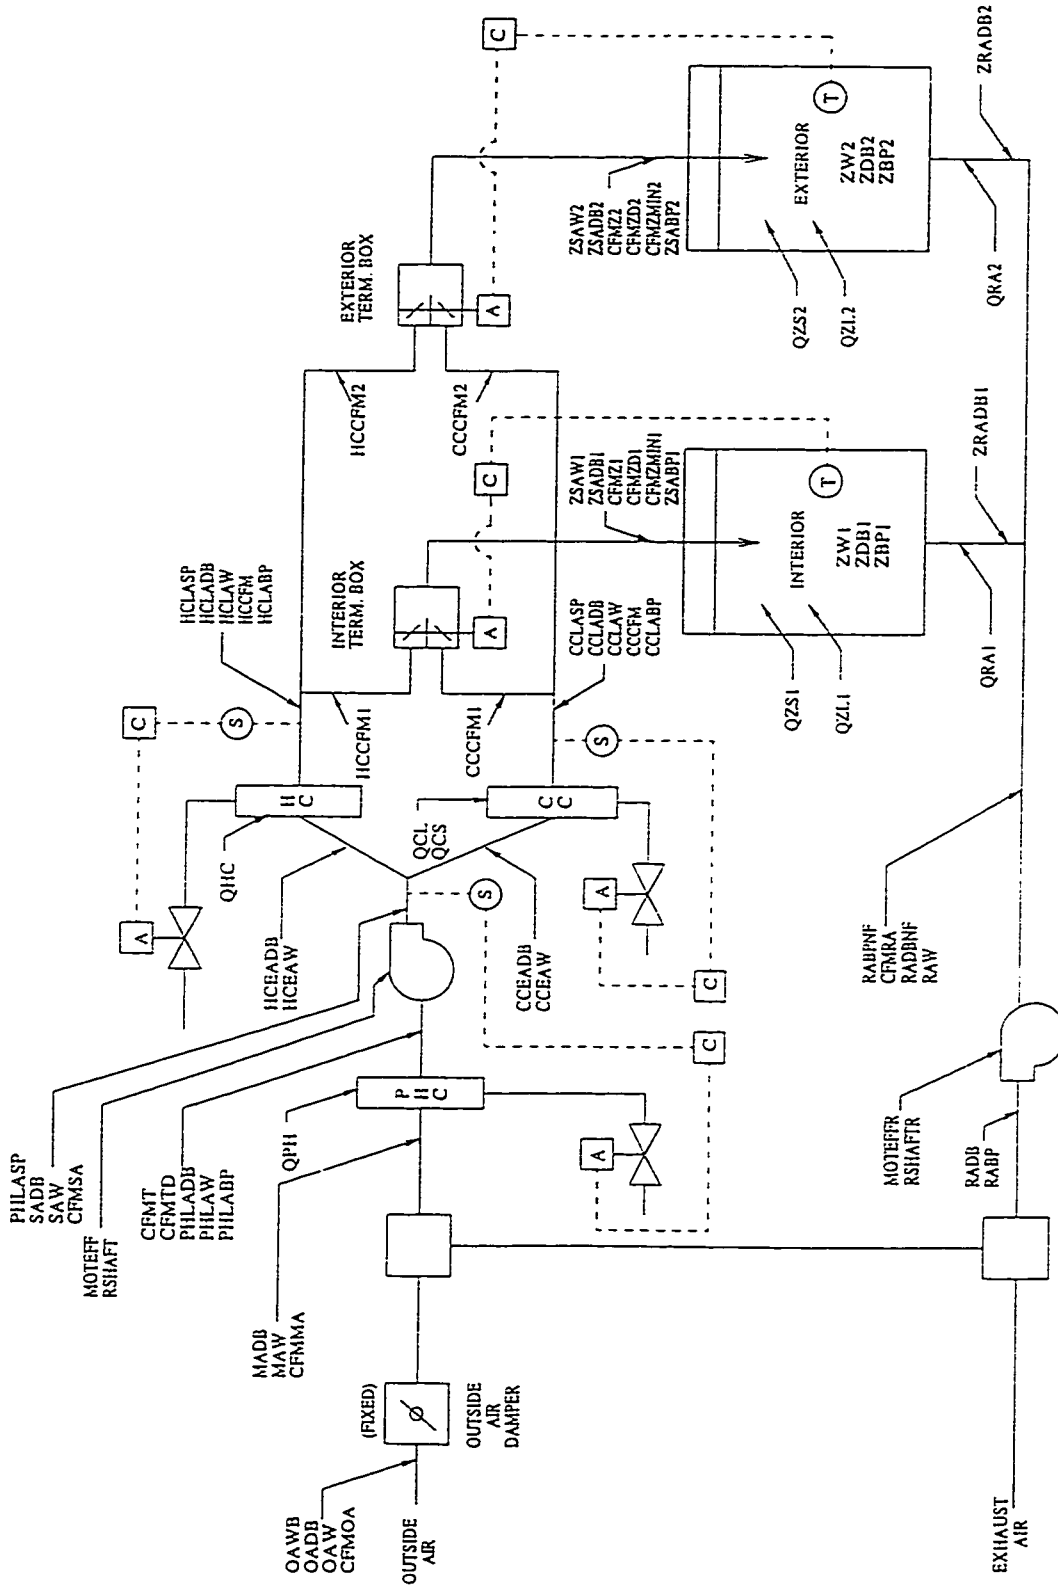 OAWB
OADB
OAW
CFMOA
OUTSIDE
AIR
(FIXED)
OUTSIDE
AIR
DAMPER
EXHAUST
AIR
MADB
MAW
CFMMA
PHLASP
SADB
SAW
CFMSA
MOTEFF
RSHAFT
CFMT
CFMTD
PHLADB
PHLAW
PHLABP
QPH
P
H
C
A
C
S
HCEADB
HCEAW
CCEADB
CCEAW
QHC
H
C
A
C
S
QCL
QCS
C
C
A
C
S
HCLASP
HCLADB
HCLAW
HCCFM
HCLABP
HCCFM1
CCCFM1
CCLASP
CCLADB
CCLAW
CCCFM
CCLABP
INTERIOR
TERM. BOX
A
C
HCCFM2
CCCFM2
EXTERIOR
TERM. BOX
A
C
ZSAW1
ZSADB1
CFMZ1
CFMZD1
CFMZMIN1
ZSABP1
INTERIOR
T
ZW1
ZDB1
ZBP1
QZS1
QZL1
QRA1
ZRADB1
ZSAW2
ZSADB2
CFMZ2
CFMZD2
CFMZMIN2
ZSABP2
EXTERIOR
T
ZW2
ZDB2
ZBP2
QZS2
QZL2
QRA2
ZRADB2
RABPNF
CFMRA
RADBNF
RAW
MOTEFFR
RSHAFTR
RADB
RABP